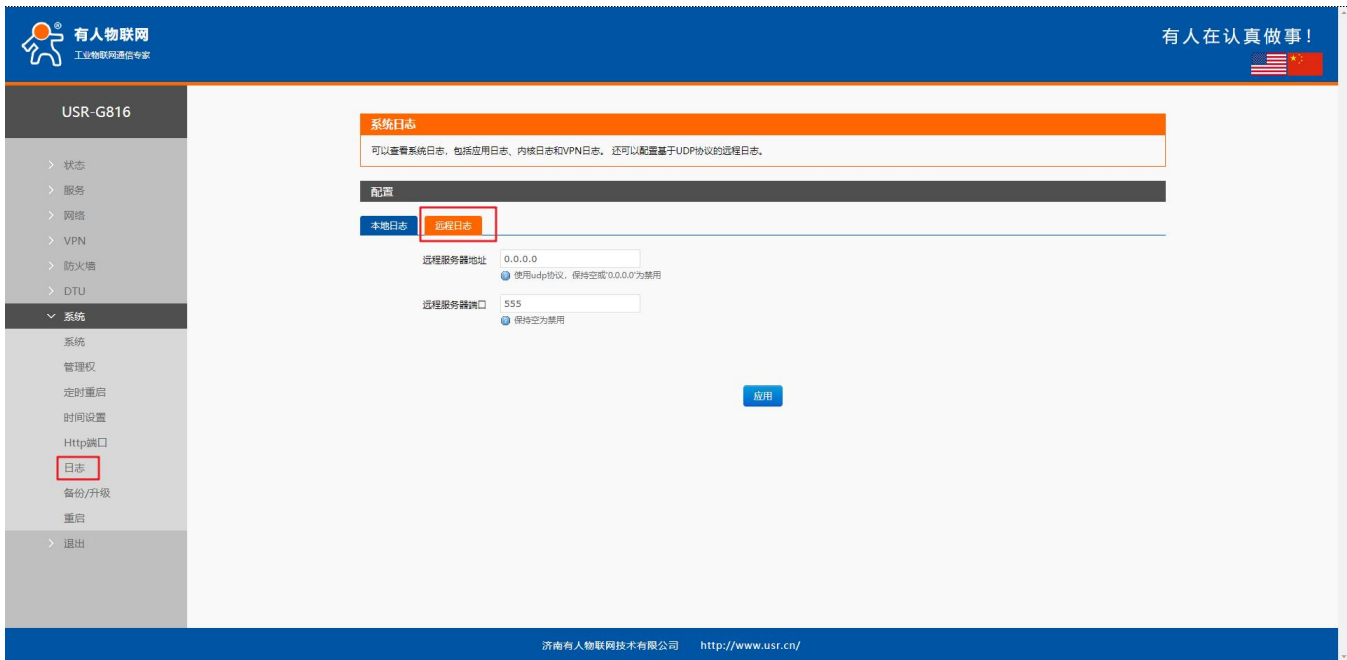 有人物联网
工业物联网通信专家
有人在认真做事！
USR-G816
状态
服务
网络
VPN
防火墙
DTU
系统
系统
管理权
定时重启
时间设置
Http端口
日志
备份/升级
重启
退出
系统日志
可以查看系统日志，包括应用日志、内核日志和VPN日志。 还可以配置基于UDP协议的远程日志。
配置
本地日志 远程日志
远程服务器地址 0.0.0.0
使用udp协议，保持空或'0.0.0.0'为禁用
远程服务器端口 555
保持空为禁用
应用
济南有人物联网技术有限公司 http://www.usr.cn/